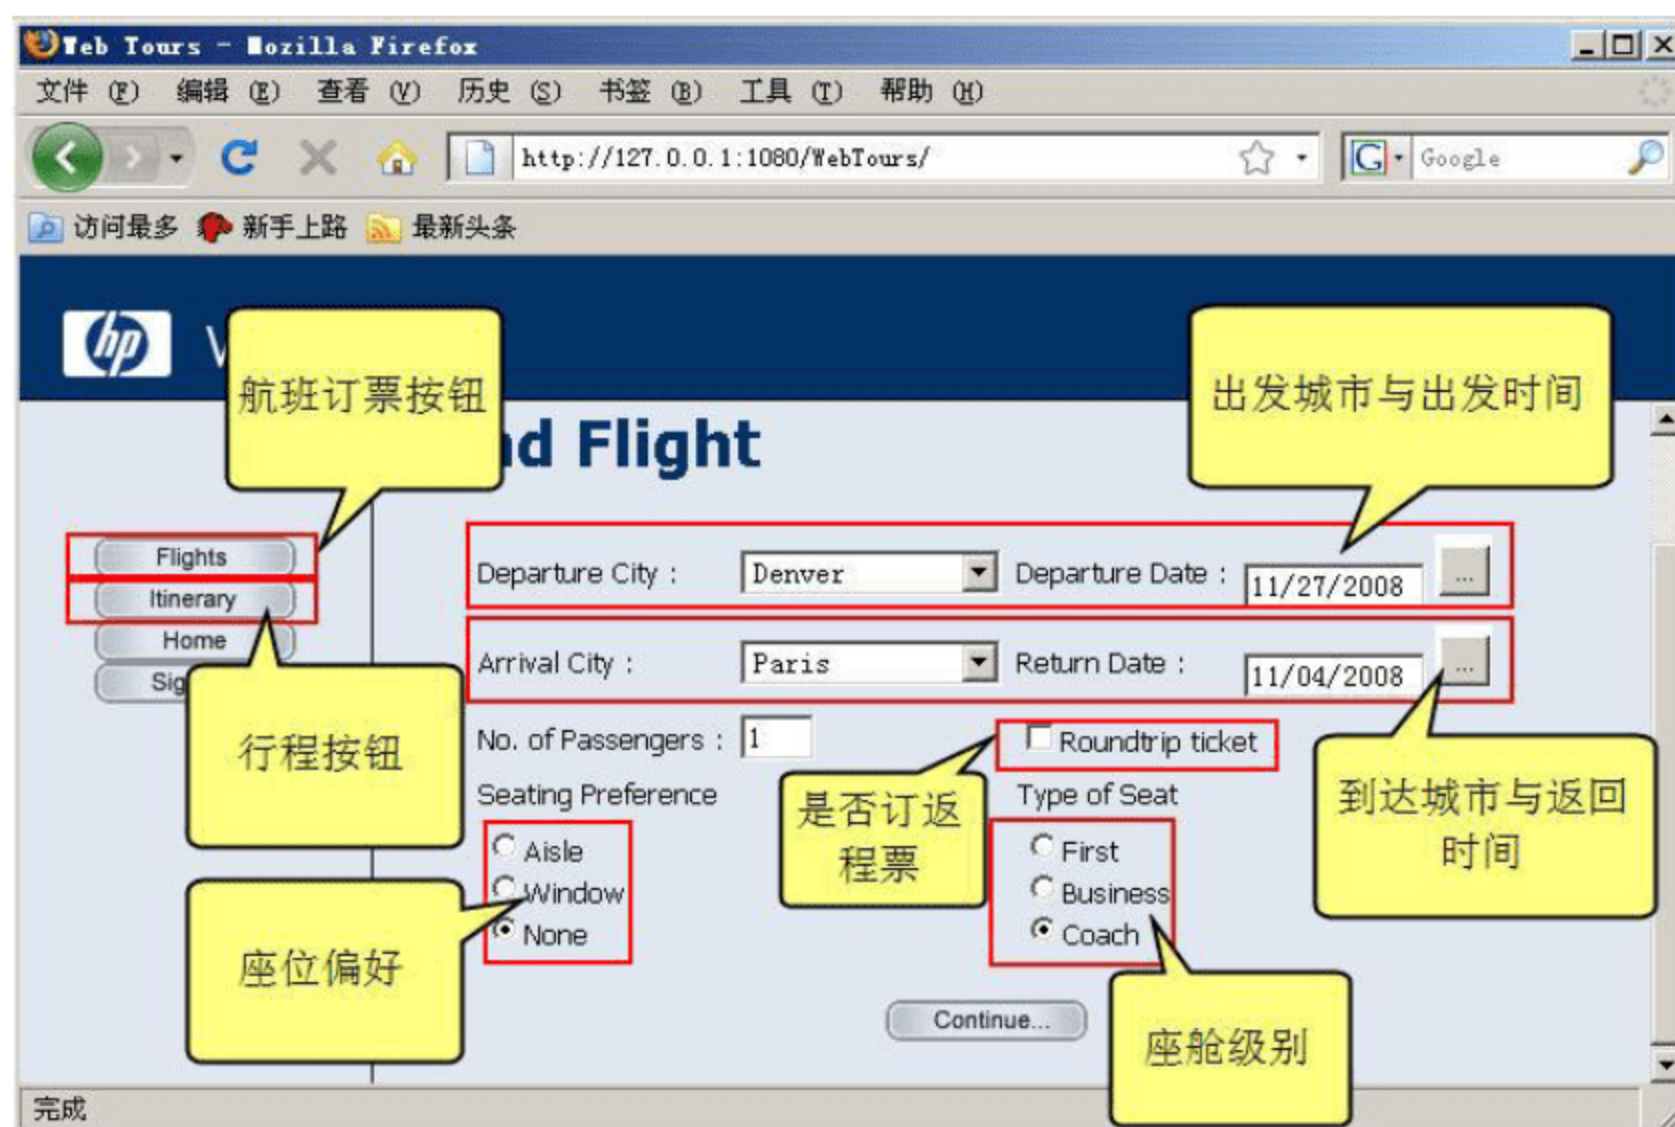 Web Tours - Mozilla Firefox
文件 (F) 编辑 (E) 查看 (V) 历史 (S) 书签 (B) 工具 (T) 帮助 (H)
http://127.0.0.1:1080/WebTours/
G Google
访问最多 新手上路 最新头条
hp
航班订票按钮
出发城市与出发时间
nd Flight
Flights
Itinerary
Home
Sig
Departure City : Denver Departure Date : 11/27/2008 ...
Arrival City : Paris Return Date : 11/04/2008 ...
No. of Passengers : 1 Roundtrip ticket
行程按钮
Seating Preference
是否订返
程票
Type of Seat
到达城市与返回
时间
Aisle
Window
None
First
Business
Coach
座位偏好
Continue...
座舱级别
完成